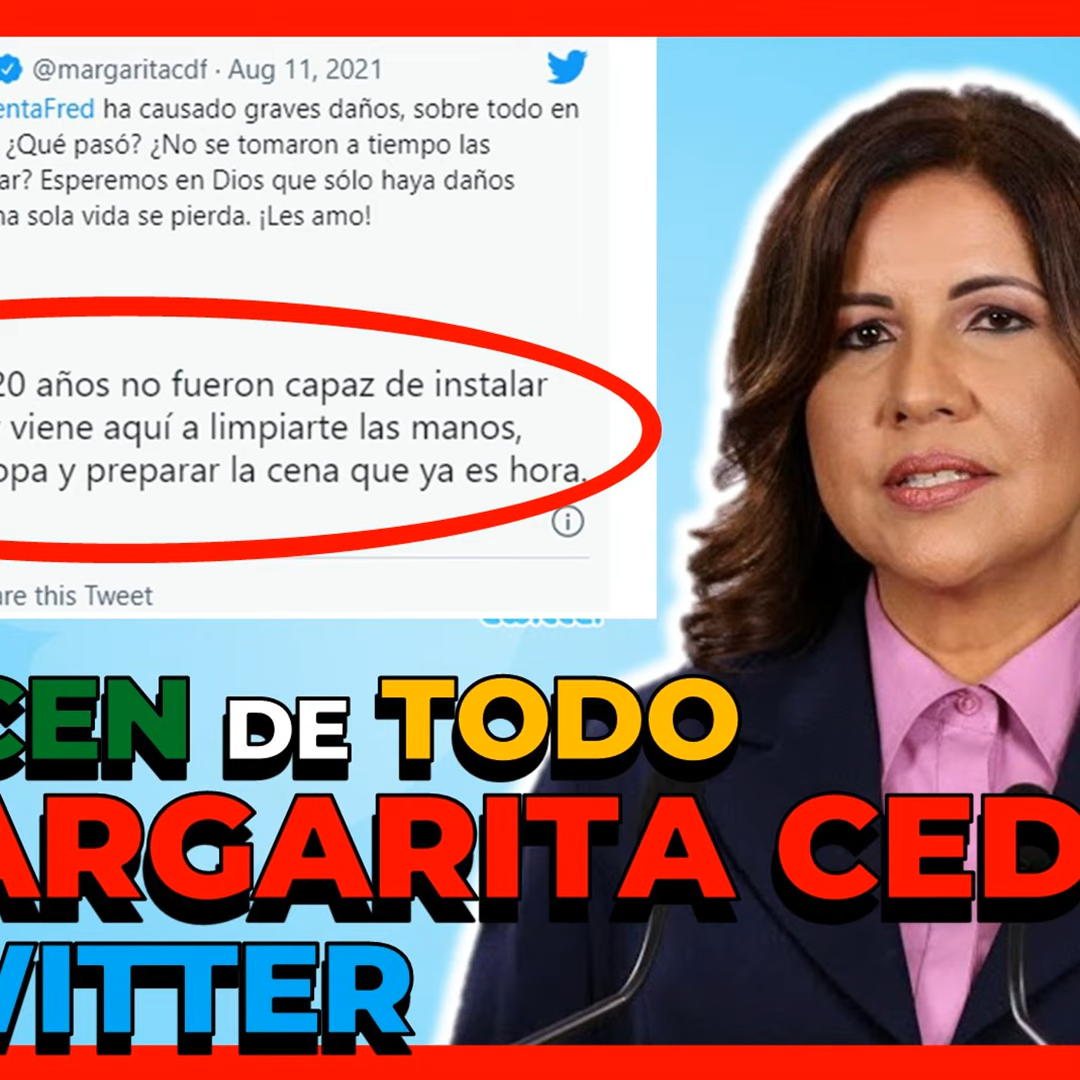 @margaritacdf · Aug 11, 2021
entaFred ha causado graves daños, sobre todo en
¿Qué pasó? ¿No se tomaron a tiempo las
ar? Esperemos en Dios que sólo haya daños
na sola vida se pierda. ¡Les amo!
20 años no fueron capaz de instalar
viene aquí a limpiarte las manos,
opa y preparar la cena que ya es hora.
are this Tweet
CEN DE TODO
ARGARITA CED
WITTER